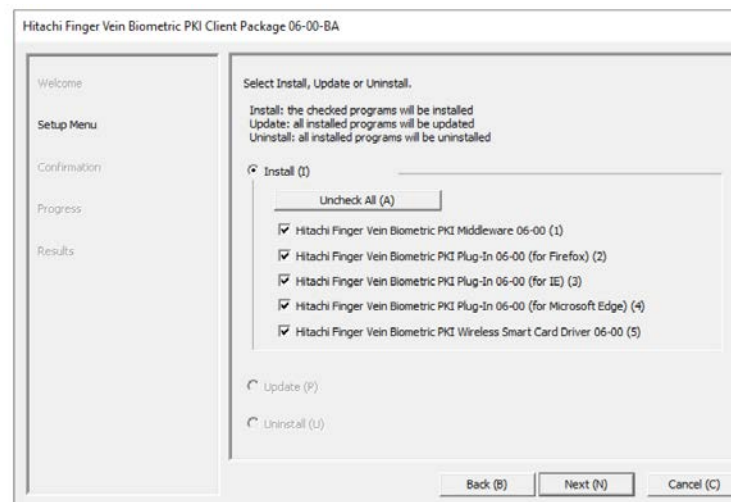 Hitachi Finger Vein Biometric PKI Client Package 06-00-BA
Welcome
Setup Menu
Confirmation
Progress
Results
Select Install, Update or Uninstall.
Install: the checked programs will be installed
Update: all installed programs will be updated
Uninstall: all installed programs will be uninstalled
Install (I)
Uncheck All (A)
Hitachi Finger Vein Biometric PKI Middleware 06-00 (1)
Hitachi Finger Vein Biometric PKI Plug-In 06-00 (for Firefox) (2)
Hitachi Finger Vein Biometric PKI Plug-In 06-00 (for IE) (3)
Hitachi Finger Vein Biometric PKI Plug-In 06-00 (for Microsoft Edge) (4)
Hitachi Finger Vein Biometric PKI Wireless Smart Card Driver 06-00 (5)
Update (P)
Uninstall (U)
Back (B)
Next (N)
Cancel (C)